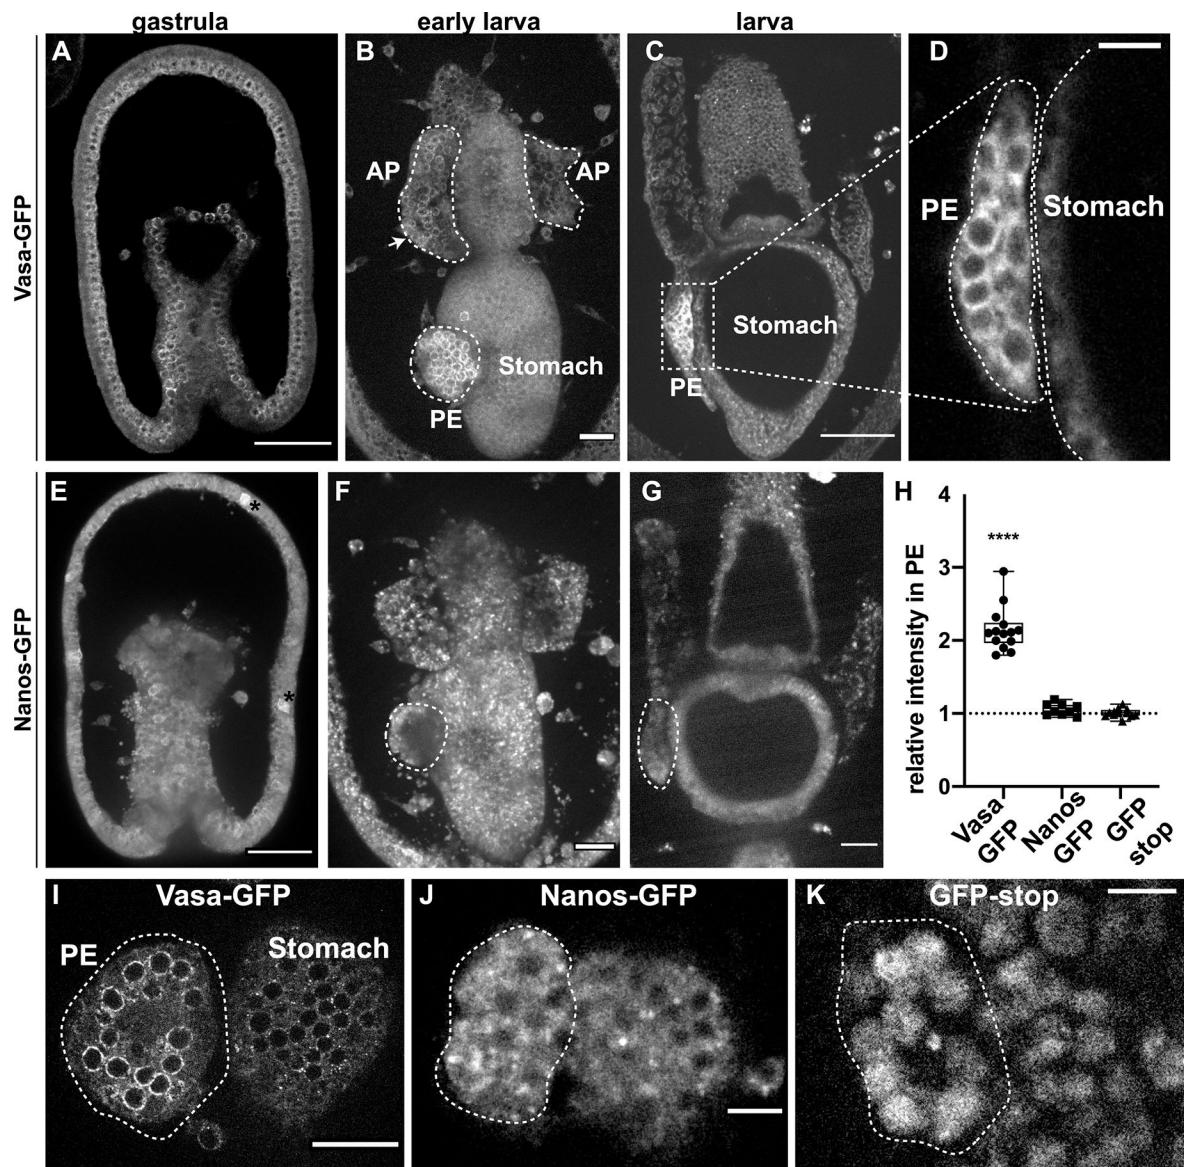 gastrula
early larva
larva
Vasa-GFP
A
B
C
D
AP
AP
PE
Stomach
Stomach
PE
Stomach
PE
Nanos-GFP
E
F
G
H
*
*
relative intensity in PE
4
3
2
1
0
****
Vasa
GFP
Nanos
GFP
GFP
stop
I
Vasa-GFP
PE
Stomach
J
Nanos-GFP
K
GFP-stop